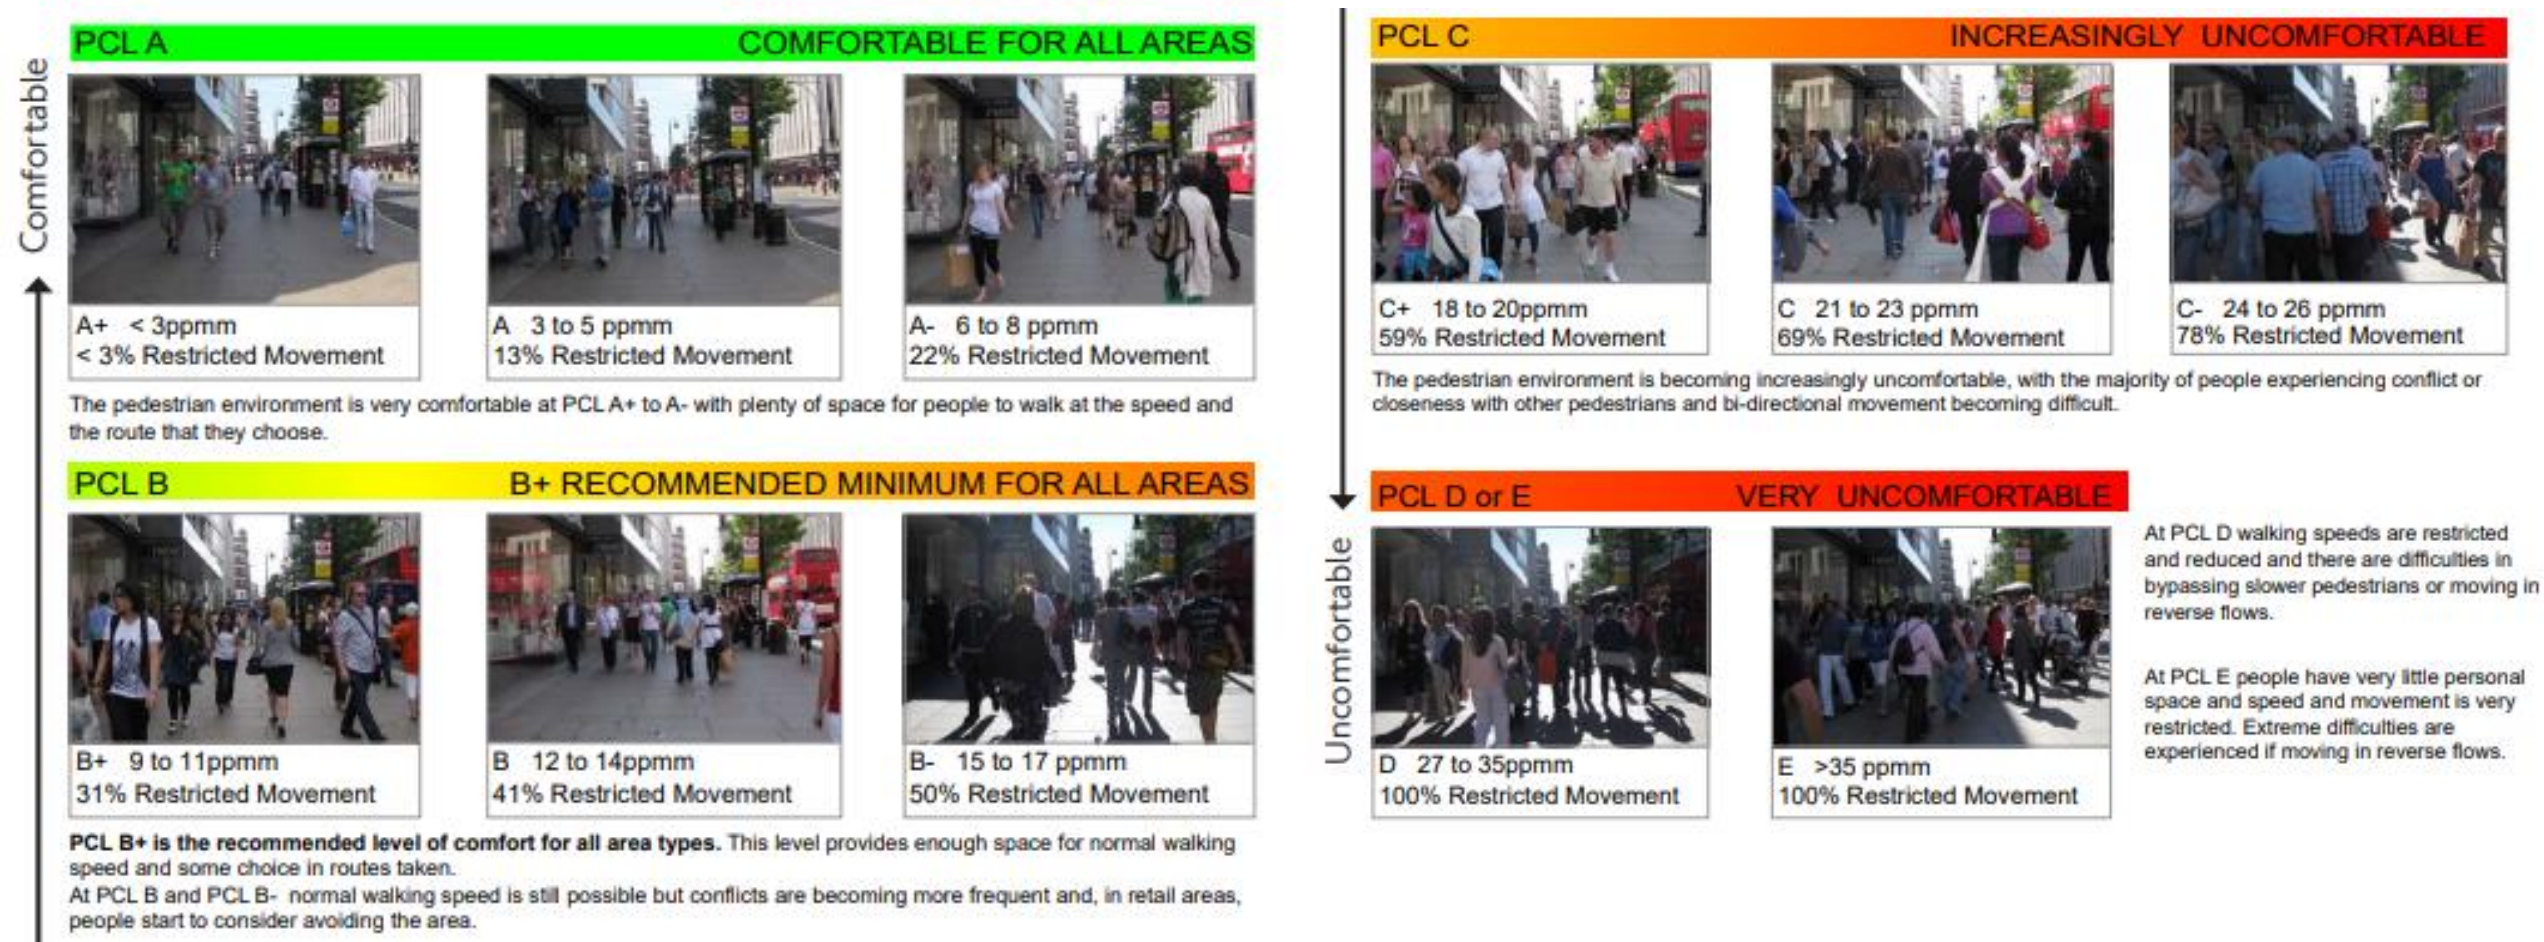 Comfortable
PCL A COMFORTABLE FOR ALL AREAS
A+ < 3ppmm
< 3% Restricted Movement
A 3 to 5 ppmm
13% Restricted Movement
A- 6 to 8 ppmm
22% Restricted Movement
The pedestrian environment is very comfortable at PCL A+ to A- with plenty of space for people to walk at the speed and
the route that they choose.
PCL B B+ RECOMMENDED MINIMUM FOR ALL AREAS
B+ 9 to 11ppmm
31% Restricted Movement
B 12 to 14ppmm
41% Restricted Movement
B- 15 to 17 ppmm
50% Restricted Movement
PCL B+ is the recommended level of comfort for all area types. This level provides enough space for normal walking
speed and some choice in routes taken.
At PCL B and PCL B- normal walking speed is still possible but conflicts are becoming more frequent and, in retail areas,
people start to consider avoiding the area.
PCL C INCREASINGLY UNCOMFORTABLE
C+ 18 to 20ppmm
59% Restricted Movement
C 21 to 23 ppmm
69% Restricted Movement
C- 24 to 26 ppmm
78% Restricted Movement
The pedestrian environment is becoming increasingly uncomfortable, with the majority of people experiencing conflict or
closeness with other pedestrians and bi-directional movement becoming difficult.
Uncomfortable
PCL D or E VERY UNCOMFORTABLE
D 27 to 35ppmm
100% Restricted Movement
E >35 ppmm
100% Restricted Movement
At PCL D walking speeds are restricted
and reduced and there are difficulties in
bypassing slower pedestrians or moving in
reverse flows.
At PCL E people have very little personal
space and speed and movement is very
restricted. Extreme difficulties are
experienced if moving in reverse flows.